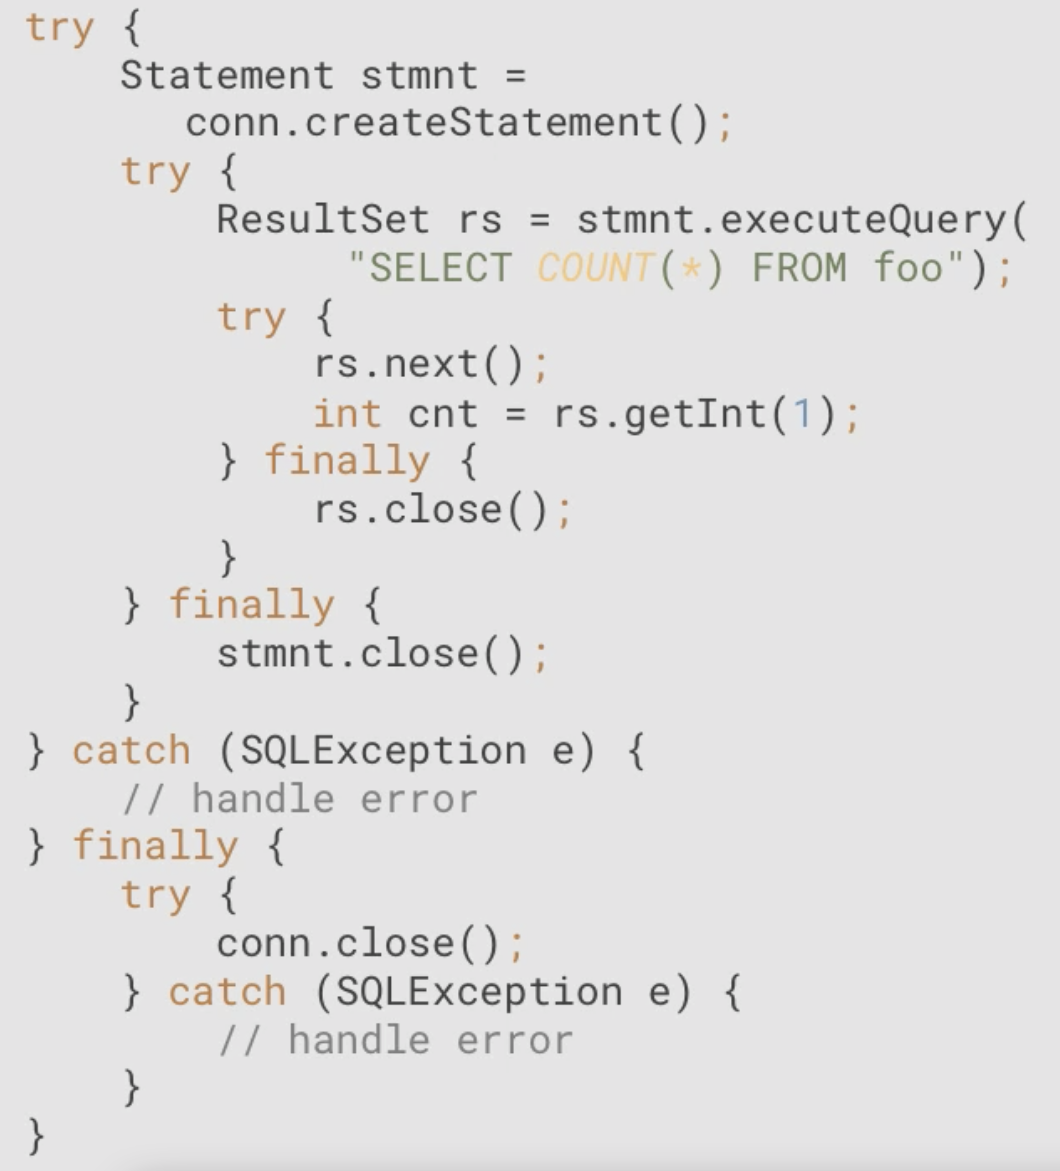 try {
    Statement stmnt =
       conn.createStatement();
    try {
        ResultSet rs = stmnt.executeQuery(
              "SELECT COUNT(*) FROM foo");
        try {
            rs.next();
            int cnt = rs.getInt(1);
        } finally {
            rs.close();
        }
    } finally {
        stmnt.close();
    }
} catch (SQLException e) {
    // handle error
} finally {
    try {
        conn.close();
    } catch (SQLException e) {
        // handle error
    }
}